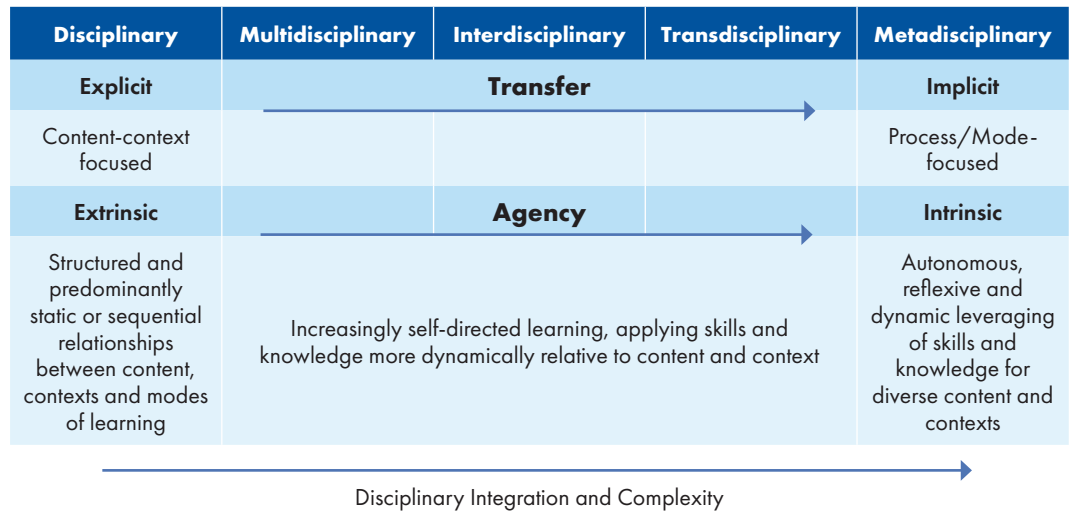 Disciplinary Multidisciplinary Interdisciplinary Transdisciplinary Metadisciplinary
Explicit Transfer Implicit
Content-context
focused
Process/Mode-
focused
Extrinsic Agency Intrinsic
Structured and
predominantly
static or sequential
relationships
between content,
contexts and modes
of learning
Increasingly self-directed learning, applying skills and
knowledge more dynamically relative to content and context
Autonomous,
reflexive and
dynamic leveraging
of skills and
knowledge for
diverse content and
contexts
Disciplinary Integration and Complexity